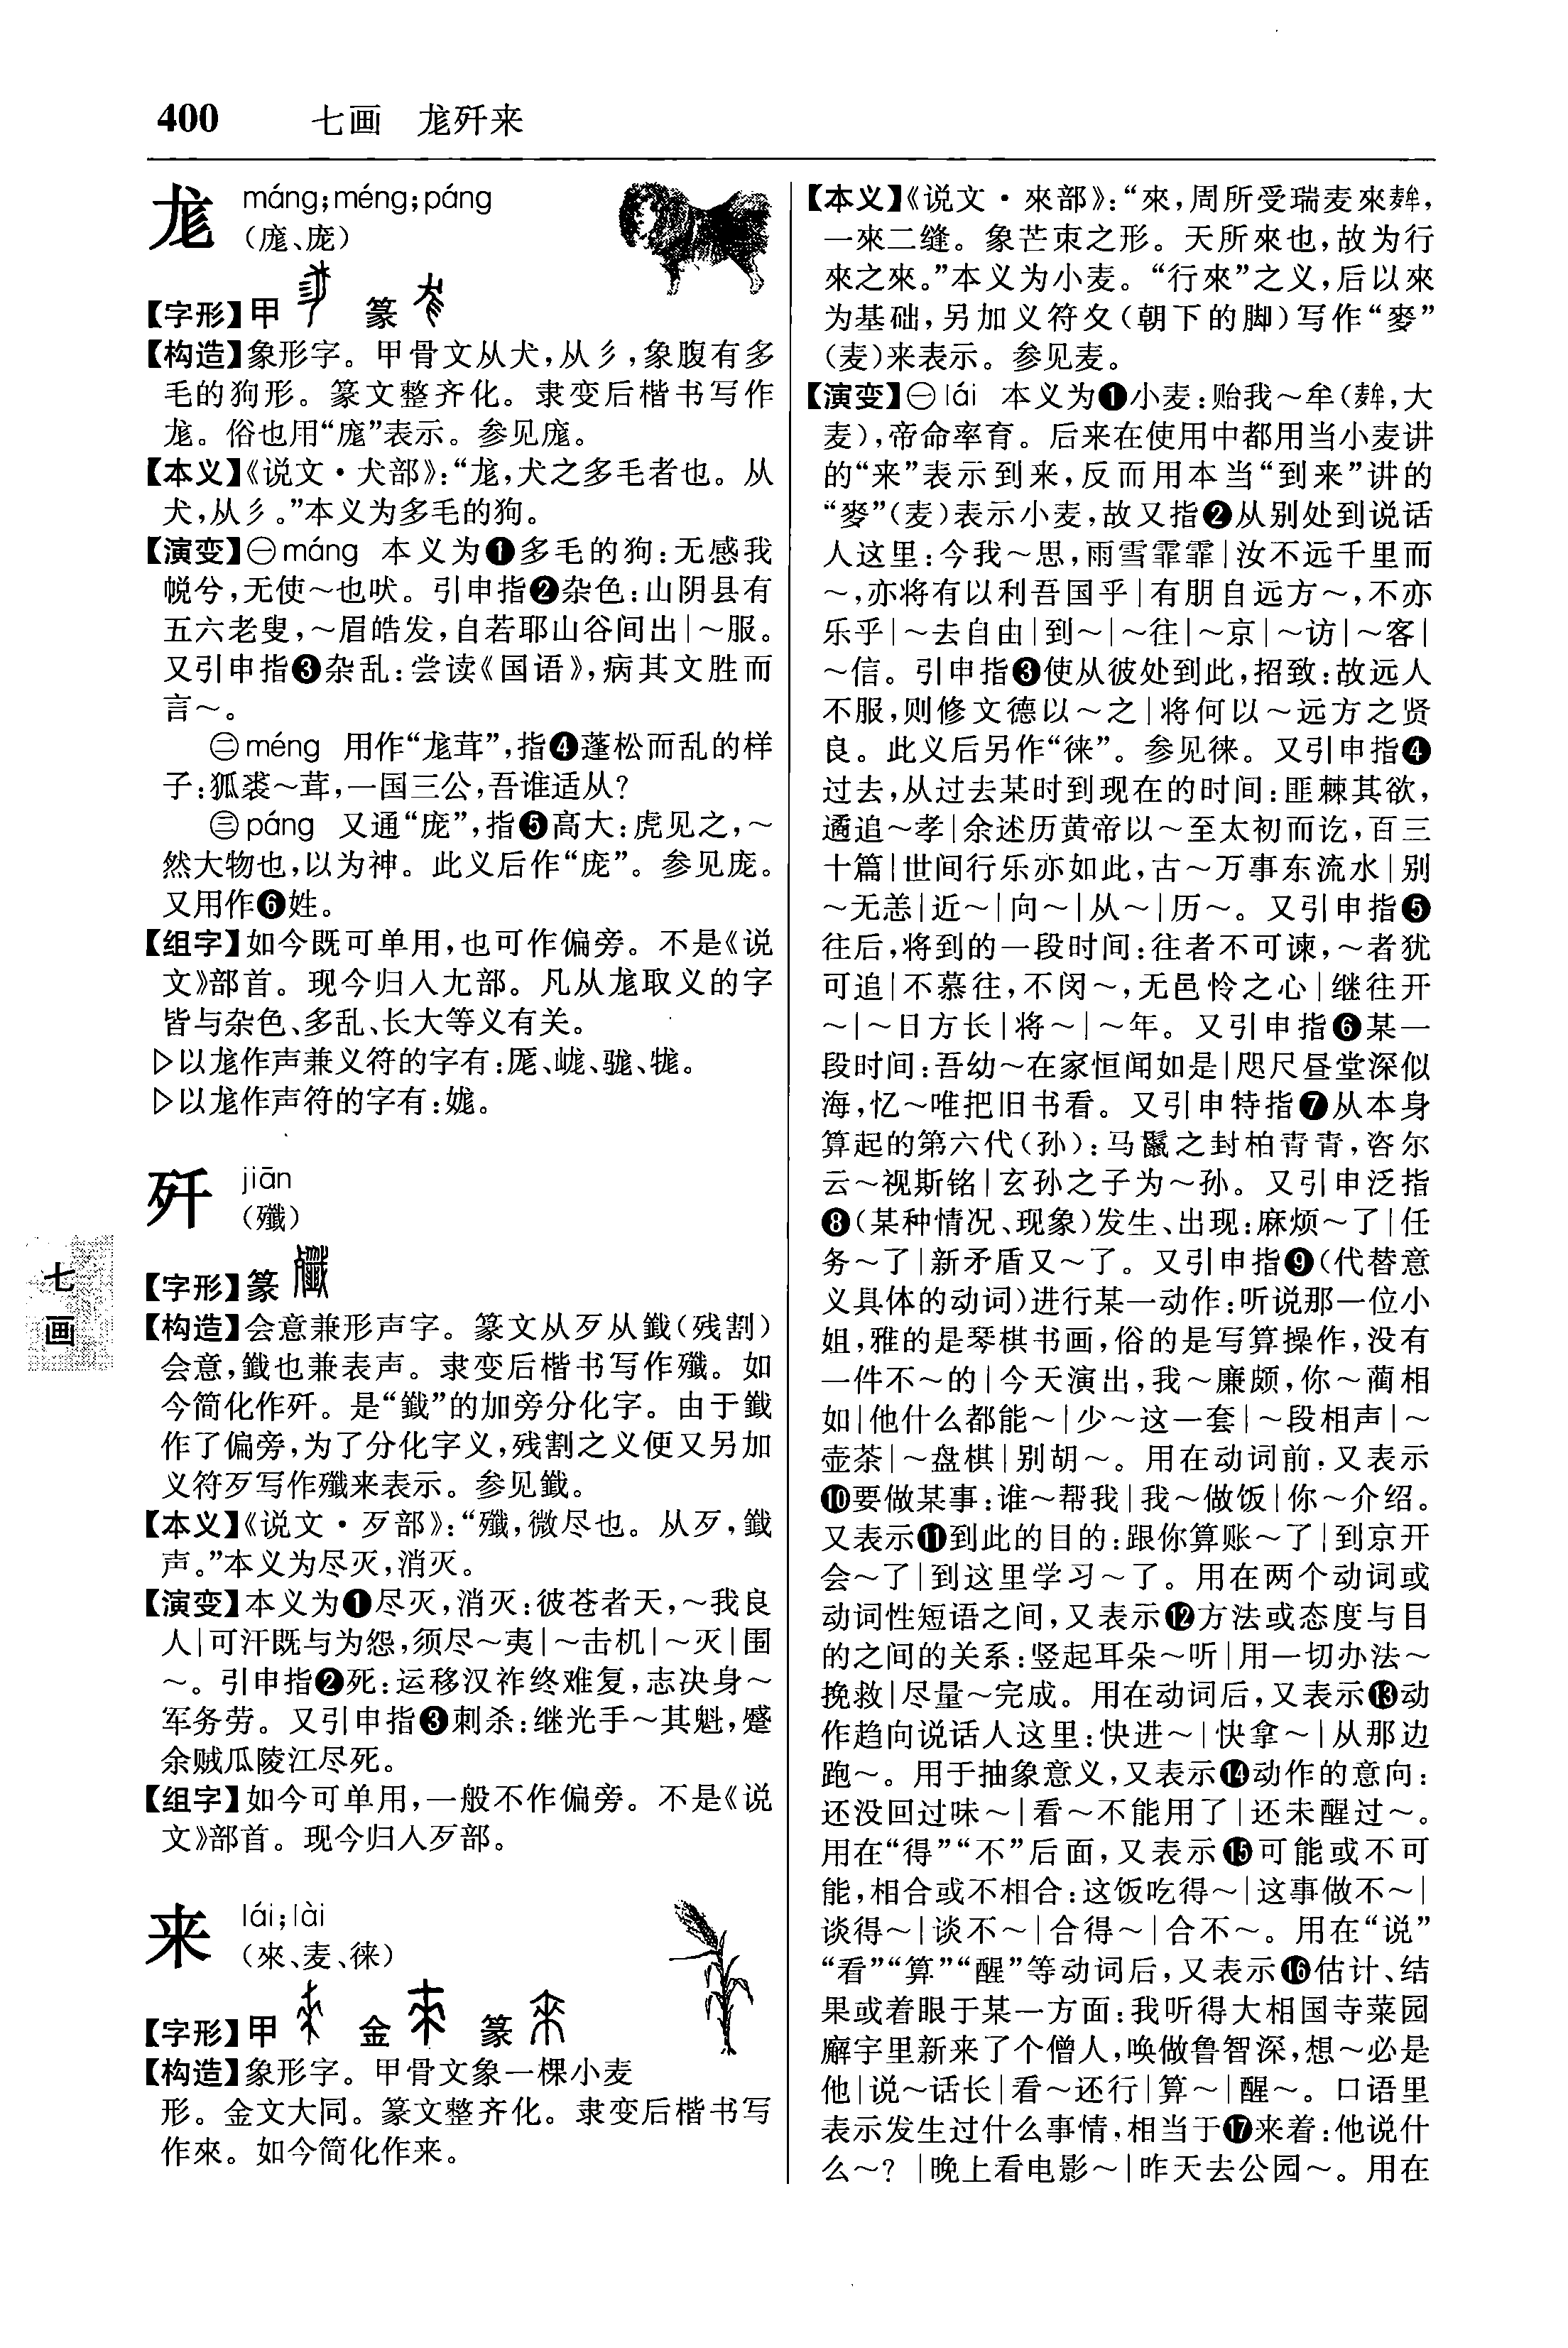 400 七画 尨歼来
尨 máng;méng;páng
(厖、庞)
【字形】甲 篆
【构造】象形字。甲骨文从犬,从彡,象腹有多
毛的狗形。篆文整齐化。隶变后楷书写作
尨。俗也用“厖”表示。参见厖。
【本义】《说文·犬部》:“尨,犬之多毛者也。从
犬,从彡。”本义为多毛的狗。
【演变】㊀máng 本义为❶多毛的狗:无感我
帨兮,无使～也吠。引申指❷杂色:山阴县有
五六老叟,～眉皓发,自若耶山谷间出|～服。
又引申指❸杂乱:尝读《国语》,病其文胜而
言～。
㊁méng 用作“尨茸”,指❹蓬松而乱的样
子:狐裘～茸,一国三公,吾谁适从?
㊂páng 又通“庞”,指❺高大:虎见之,～
然大物也,以为神。此义后作“庞”。参见庞。
又用作❻姓。
【组字】如今既可单用,也可作偏旁。不是《说
文》部首。现今归入尢部。凡从尨取义的字
皆与杂色、多乱、长大等义有关。
▷以尨作声兼义符的字有:厖、峞、骇、牻。
▷以尨作声符的字有:娏。
歼 jiān
(殲)
【字形】篆
【构造】会意兼形声字。篆文从歹从韱(残割)
会意,韱也兼表声。隶变后楷书写作殲。如
今简化作歼。是“韱”的加旁分化字。由于韱
作了偏旁,为了分化字义,残割之义便又另加
义符歹写作殲来表示。参见韱。
【本义】《说文·歹部》:“殲,微尽也。从歹,韱
声。”本义为尽灭,消灭。
【演变】本义为❶尽灭,消灭:彼苍者天,～我良
人|可汗既与为怨,须尽～夷|～击机|～灭|围
～。引申指❷死:运移汉祚终难复,志决身～
军务劳。又引申指❸刺杀:继光手～其魁,蹙
余贼瓜陵江尽死。
【组字】如今可单用,一般不作偏旁。不是《说
文》部首。现今归入歹部。
七
画
来 lái;lài
(來、麦、徕)
【字形】甲 金 篆
【构造】象形字。甲骨文象一棵小麦
形。金文大同。篆文整齐化。隶变后楷书写
作來。如今简化作来。
【本义】《说文·來部》:“來,周所受瑞麦來麰,
一來二缝。象芒朿之形。天所來也,故为行
來之來。”本义为小麦。“行來”之义,后以來
为基础,另加义符夊(朝下的脚)写作“麥”
(麦)来表示。参见麦。
【演变】㊀lái 本义为❶小麦:贻我～牟(麰,大
麦),帝命率育。后来在使用中都用当小麦讲
的“来”表示到来,反而用本当“到来”讲的
“麥”(麦)表示小麦,故又指❷从别处到说话
人这里:今我～思,雨雪霏霏|汝不远千里而
～,亦将有以利吾国乎|有朋自远方～,不亦
乐乎|～去自由|到～|～往|～京|～访|～客|
～信。引申指❸使从彼处到此,招致:故远人
不服,则修文德以～之|将何以～远方之贤
良。此义后另作“徕”。参见徕。又引申指❹
过去,从过去某时到现在的时间:匪棘其欲,
遹追～孝|余述历黄帝以～至太初而讫,百三
十篇|世间行乐亦如此,古～万事东流水|别
～无恙|近～|向～|从～|历～。又引申指❺
往后,将到的一段时间:往者不可谏,～者犹
可追|不慕往,不闵～,无邑怜之心|继往开
～|～日方长|将～|～年。又引申指❻某一
段时间:吾幼～在家恒闻如是|咫尺昼堂深似
海,忆～唯把旧书看。又引申特指❼从本身
算起的第六代(孙):马鬣之封柏青青,咨尔
云～视斯铭|玄孙之子为～孙。又引申泛指
❽(某种情况、现象)发生、出现:麻烦～了|任
务～了|新矛盾又～了。又引申指❾(代替意
义具体的动词)进行某一动作:听说那一位小
姐,雅的是琴棋书画,俗的是写算操作,没有
一件不～的|今天演出,我～廉颇,你～蔺相
如|他什么都能～|少～这一套|～段相声|～
壶茶|～盘棋|别胡～。用在动词前,又表示
❿要做某事:谁～帮我|我～做饭|你～介绍。
又表示⓫到此的目的:跟你算账～了|到京开
会～了|到这里学习～了。用在两个动词或
动词性短语之间,又表示⓬方法或态度与目
的之间的关系:竖起耳朵～听|用一切办法～
挽救|尽量～完成。用在动词后,又表示⓭动
作趋向说话人这里:快进～|快拿～|从那边
跑～。用于抽象意义,又表示⓮动作的意向:
还没回过味～|看～不能用了|还未醒过～。
用在“得”“不”后面,又表示⓯可能或不可
能,相合或不相合:这饭吃得～|这事做不～|
谈得～|谈不～|合得～|合不～。用在“说”
“看”“算”“醒”等动词后,又表示⓰估计、结
果或着眼于某一方面:我听得大相国寺菜园
廨宇里新来了个僧人,唤做鲁智深,想～必是
他|说～话长|看～还行|算～|醒～。口语里
表示发生过什么事情,相当于⓱来着:他说什
么～?|晚上看电影～|昨天去公园～。用在